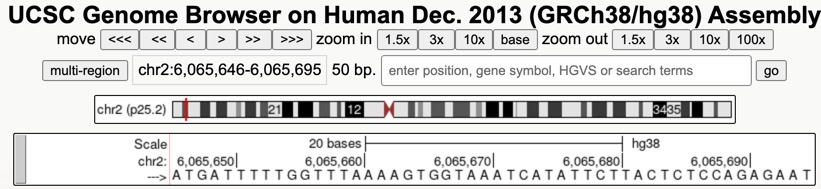 UCSC Genome Browser on Human Dec. 2013 (GRCh38/hg38) Assembly
move <<< << < > >> >>> zoom in 1.5x 3x 10x base zoom out 1.5x 3x 10x 100x
multi-region chr2:6,065,646-6,065,695 50 bp. enter position, gene symbol, HGVS or search terms go
chr2 (p25.2) 21 12 34 35
Scale 20 bases hg38
chr2: 6,065,650| 6,065,660| 6,065,670| 6,065,680| 6,065,690|
---> A T G A T T T T T G G T T T A A A A G T G G T A A A T C A T A T T C T T A C T C T C C A G A G A A T